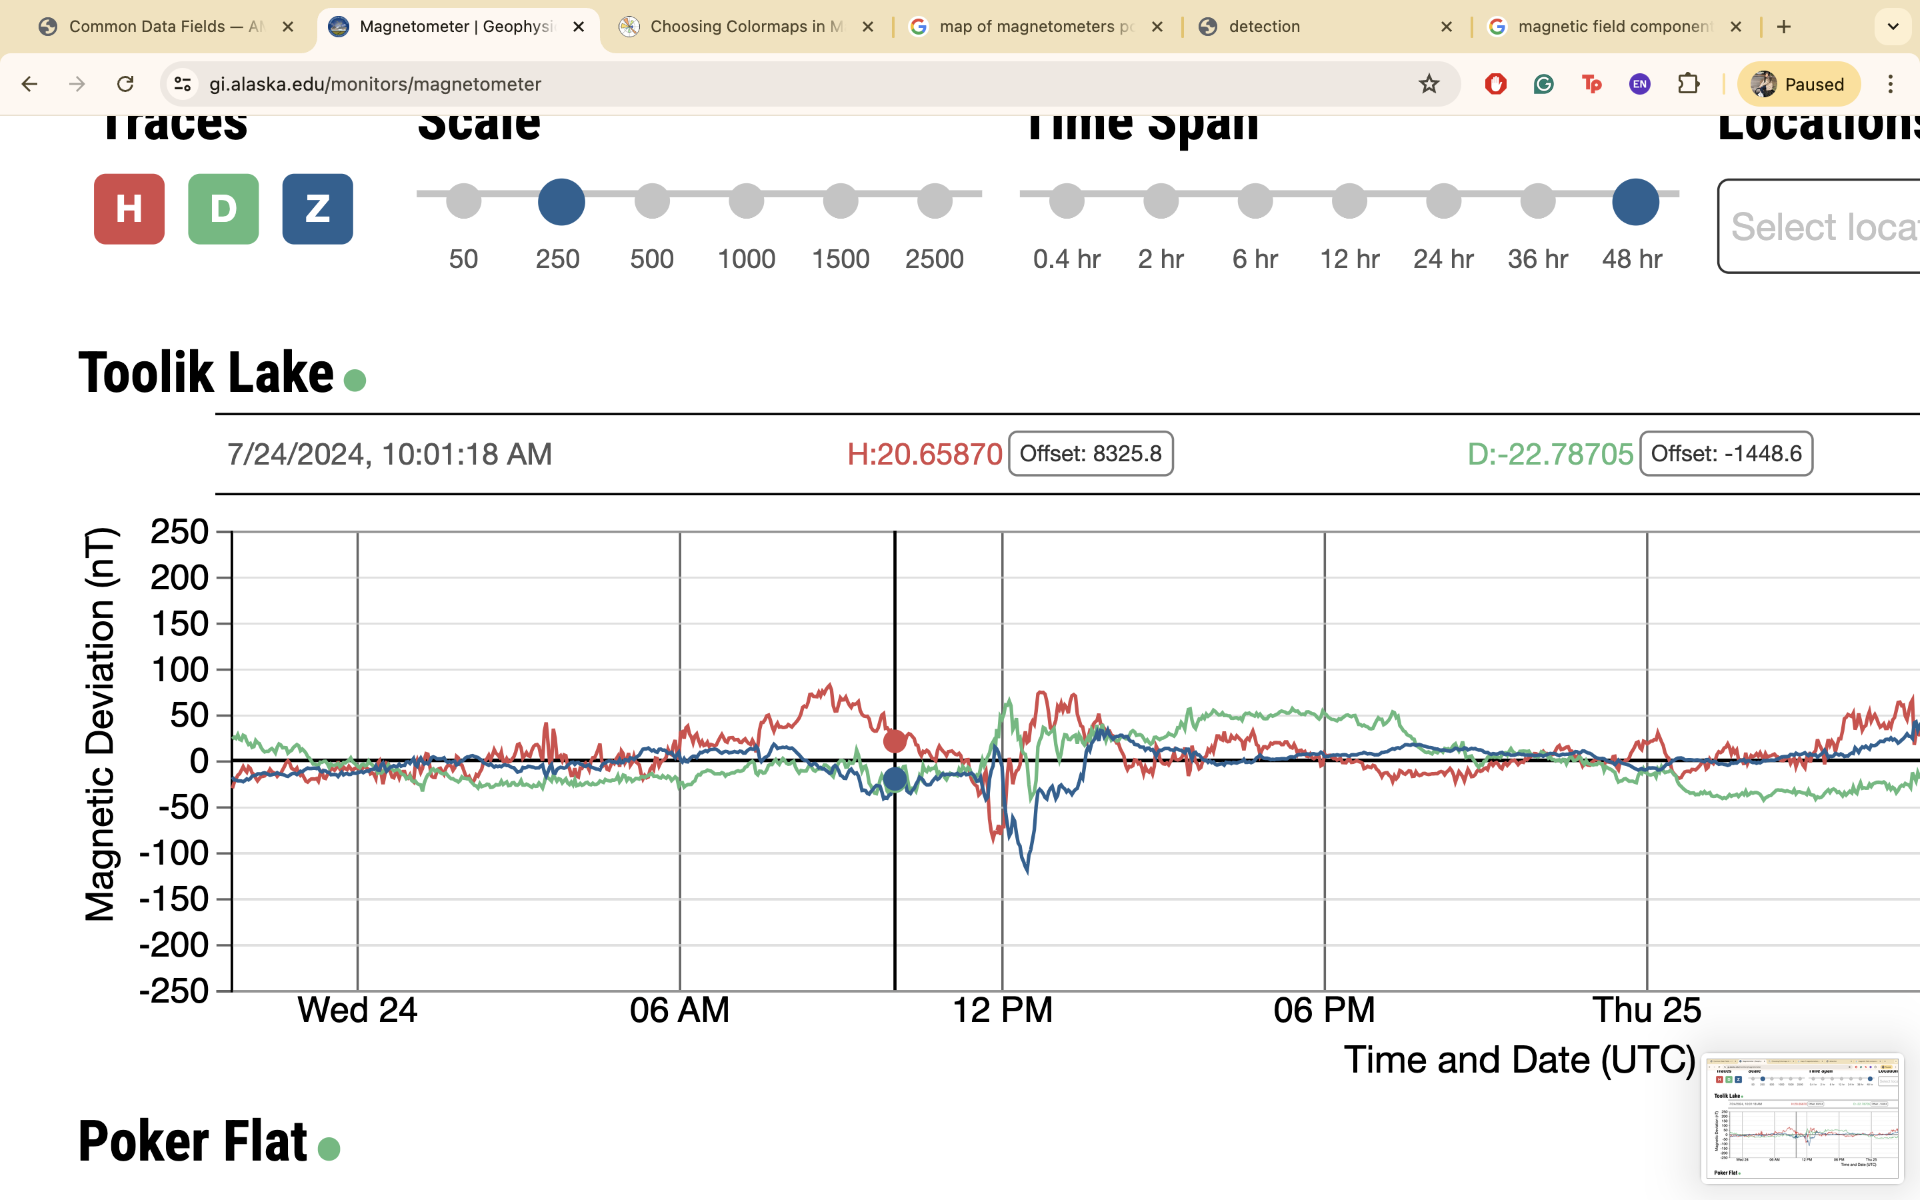 Common Data Fields — AM
Magnetometer | Geophysi
Choosing Colormaps in M
map of magnetometers po
detection
magnetic field component
gi.alaska.edu/monitors/magnetometer
EN
Paused
Traces
Scale
Time Span
Locations
H D Z
50 250 500 1000 1500 2500
0.4 hr 2 hr 6 hr 12 hr 24 hr 36 hr 48 hr
Select loca
Toolik Lake
7/24/2024, 10:01:18 AM H:20.65870 Offset: 8325.8 D:-22.78705 Offset: -1448.6
Magnetic Deviation (nT)
250
200
150
100
50
0
-50
-100
-150
-200
-250
Wed 24 06 AM 12 PM 06 PM Thu 25
Time and Date (UTC)
Poker Flat